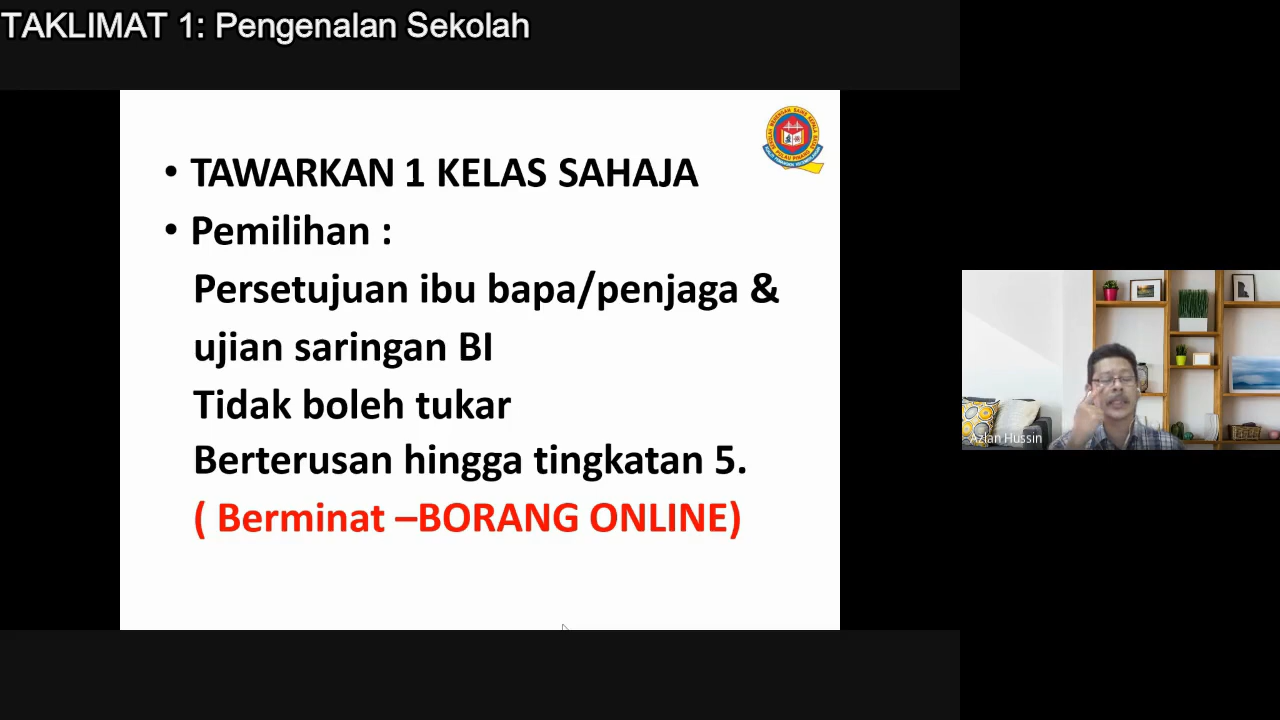 TAKLIMAT 1: Pengenalan Sekolah
• TAWARKAN 1 KELAS SAHAJA
• Pemilihan :
Persetujuan ibu bapa/penjaga &
ujian saringan BI
Tidak boleh tukar
Berterusan hingga tingkatan 5.
( Berminat –BORANG ONLINE)
Azlan Hussin